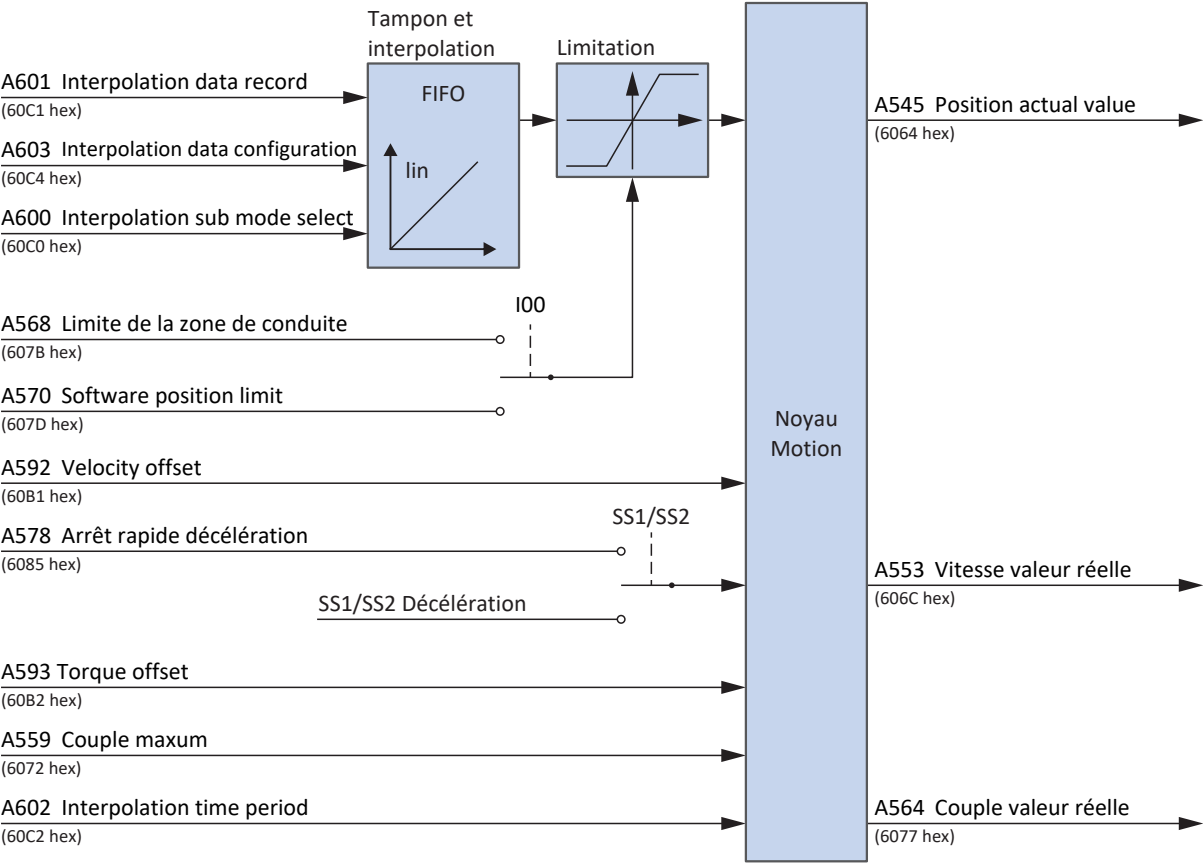 Tampon et
interpolation
Limitation
A601 Interpolation data record
(60C1 hex)
FIFO
A545 Position actual value
(6064 hex)
A603 Interpolation data configuration
(60C4 hex)
lin
A600 Interpolation sub mode select
(60C0 hex)
I00
A568 Limite de la zone de conduite
(607B hex)
A570 Software position limit
(607D hex)
Noyau
Motion
A592 Velocity offset
(60B1 hex)
SS1/SS2
A578 Arrêt rapide décélération
(6085 hex)
A553 Vitesse valeur réelle
(606C hex)
SS1/SS2 Décélération
A593 Torque offset
(60B2 hex)
A559 Couple maxum
(6072 hex)
A602 Interpolation time period
(60C2 hex)
A564 Couple valeur réelle
(6077 hex)